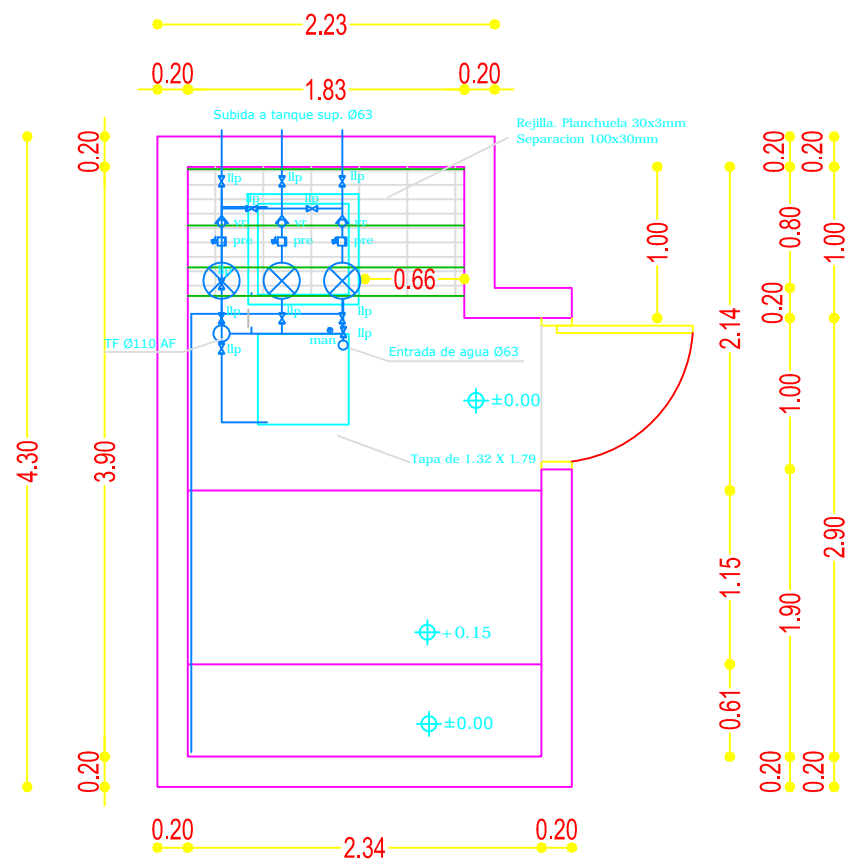 2.23
0.20
1.83
0.20
Subida a tanque sup. Ø63
Rejilla. Planchuela 30x3mm
Separacion 100x30mm
0.20
0.20
0.20
llp
llp
llp
llp
llp
vr
vr
vr
pre
pre
pre
0.66
1.00
0.80
1.00
llp
0.20
llp
llp
llp
llp
man
llp
TF Ø110 AF
Entrada de agua Ø63
2.14
±0.00
1.00
Tapa de 1.32 X 1.79
4.30
3.90
2.90
1.15
1.90
+0.15
0.61
±0.00
0.20
0.20
0.20
0.20
2.34
0.20